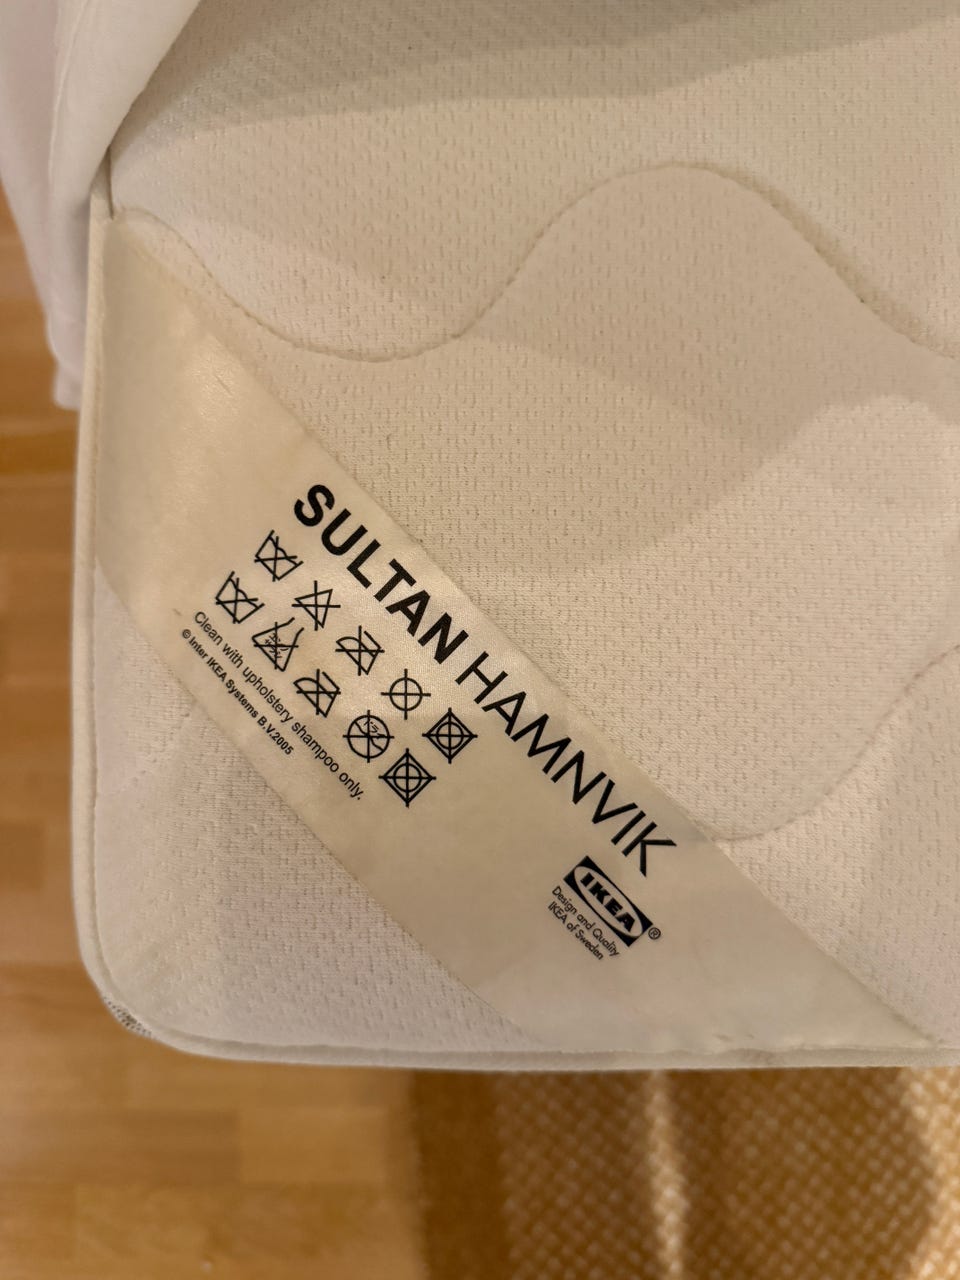 SULTAN HAMNVIK
Clean with upholstery shampoo only.
© Inter IKEA Systems B.V.2005
IKEA®
Design and Quality
IKEA of Sweden